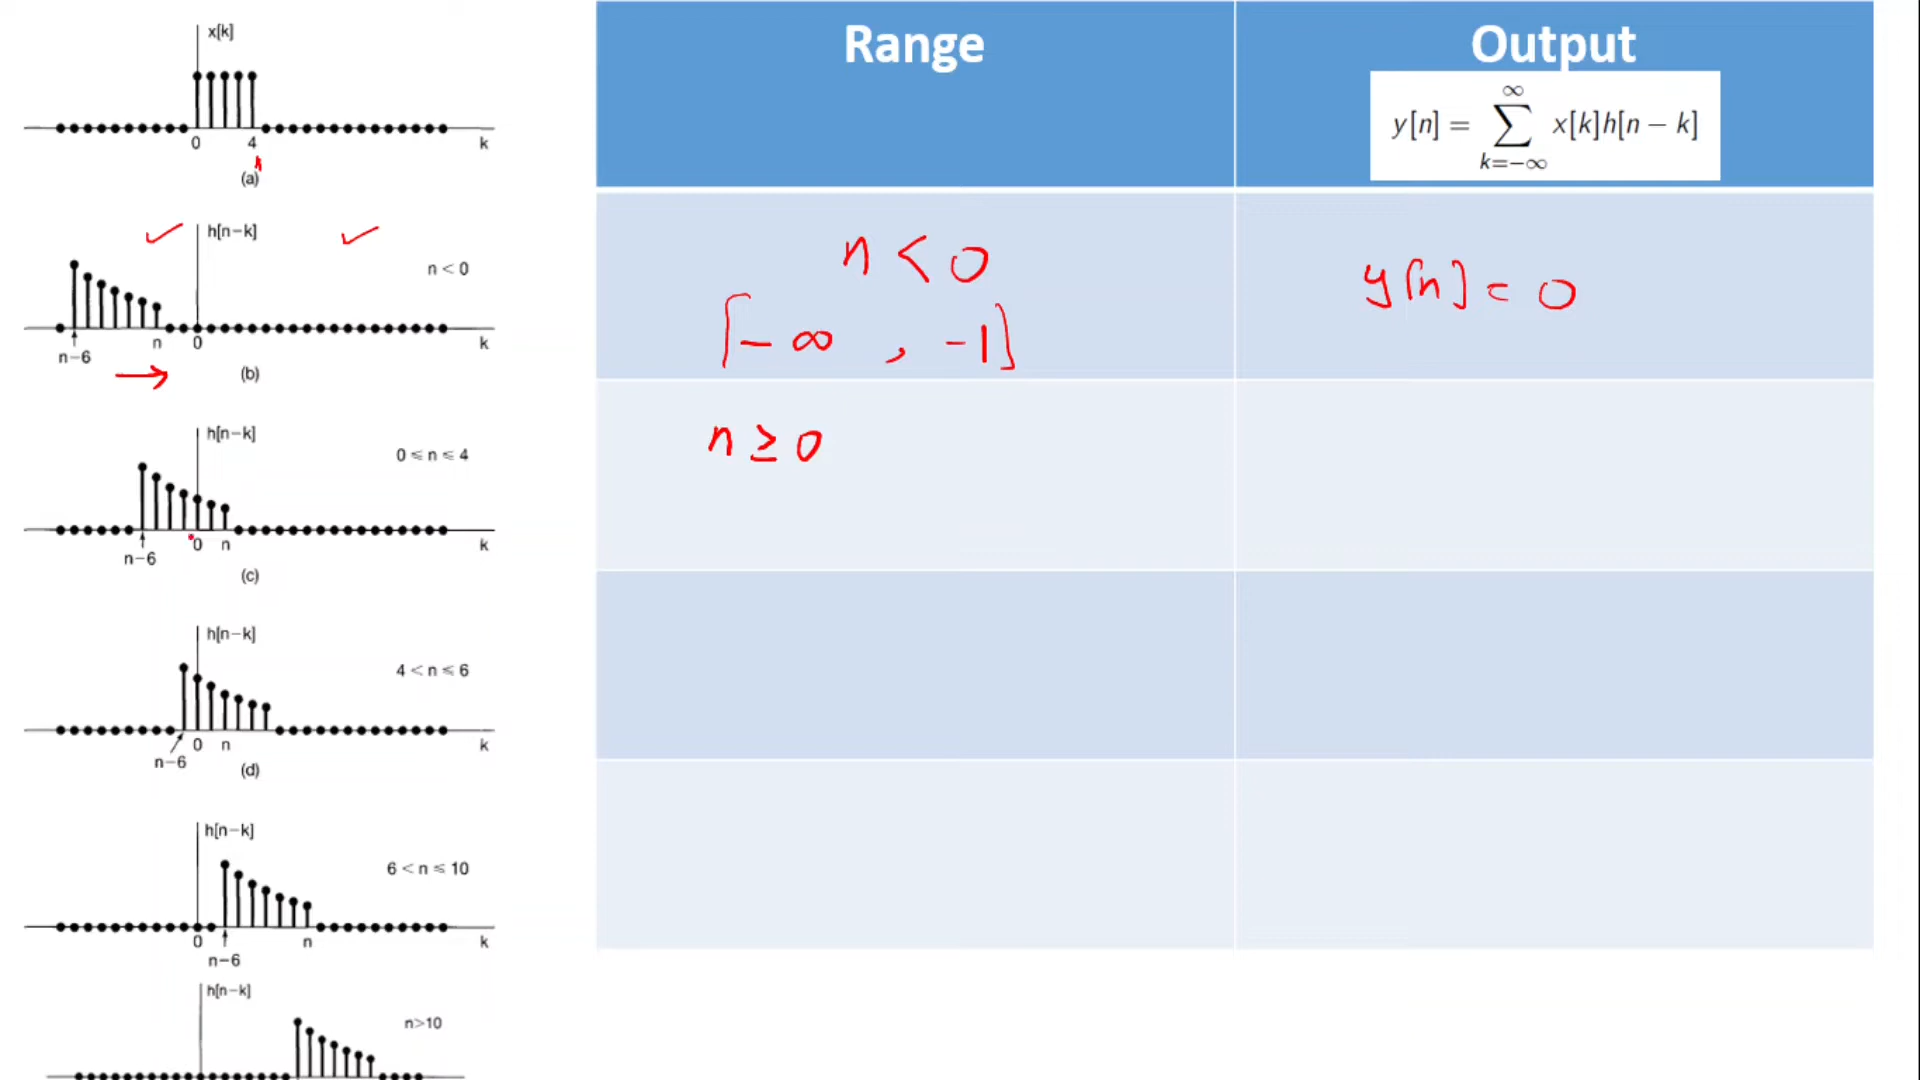 x[k]
0 4 k
(a)
h[n−k]
n < 0
n−6 n 0 k
(b)
h[n−k]
0 ⩽ n ⩽ 4
n−6 0 n k
(c)
h[n−k]
4 < n ⩽ 6
n−6 0 n k
(d)
h[n−k]
6 < n ⩽ 10
0 n−6 n k
h[n−k]
n>10
Range
Output
y[n] = ∑_{k=−∞}^{∞} x[k]h[n − k]
n < 0
[-∞ , -1]
y[n] = 0
n ≥ 0